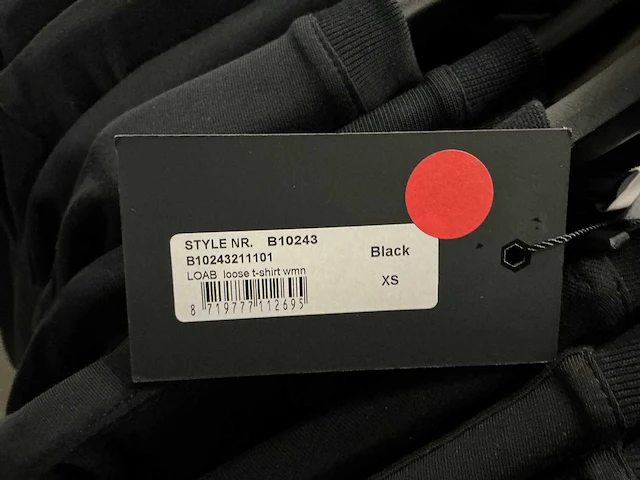 STYLE NR. B10243
B10243211101
LOAB loose t-shirt wmn
Black
XS
8 719777 112695